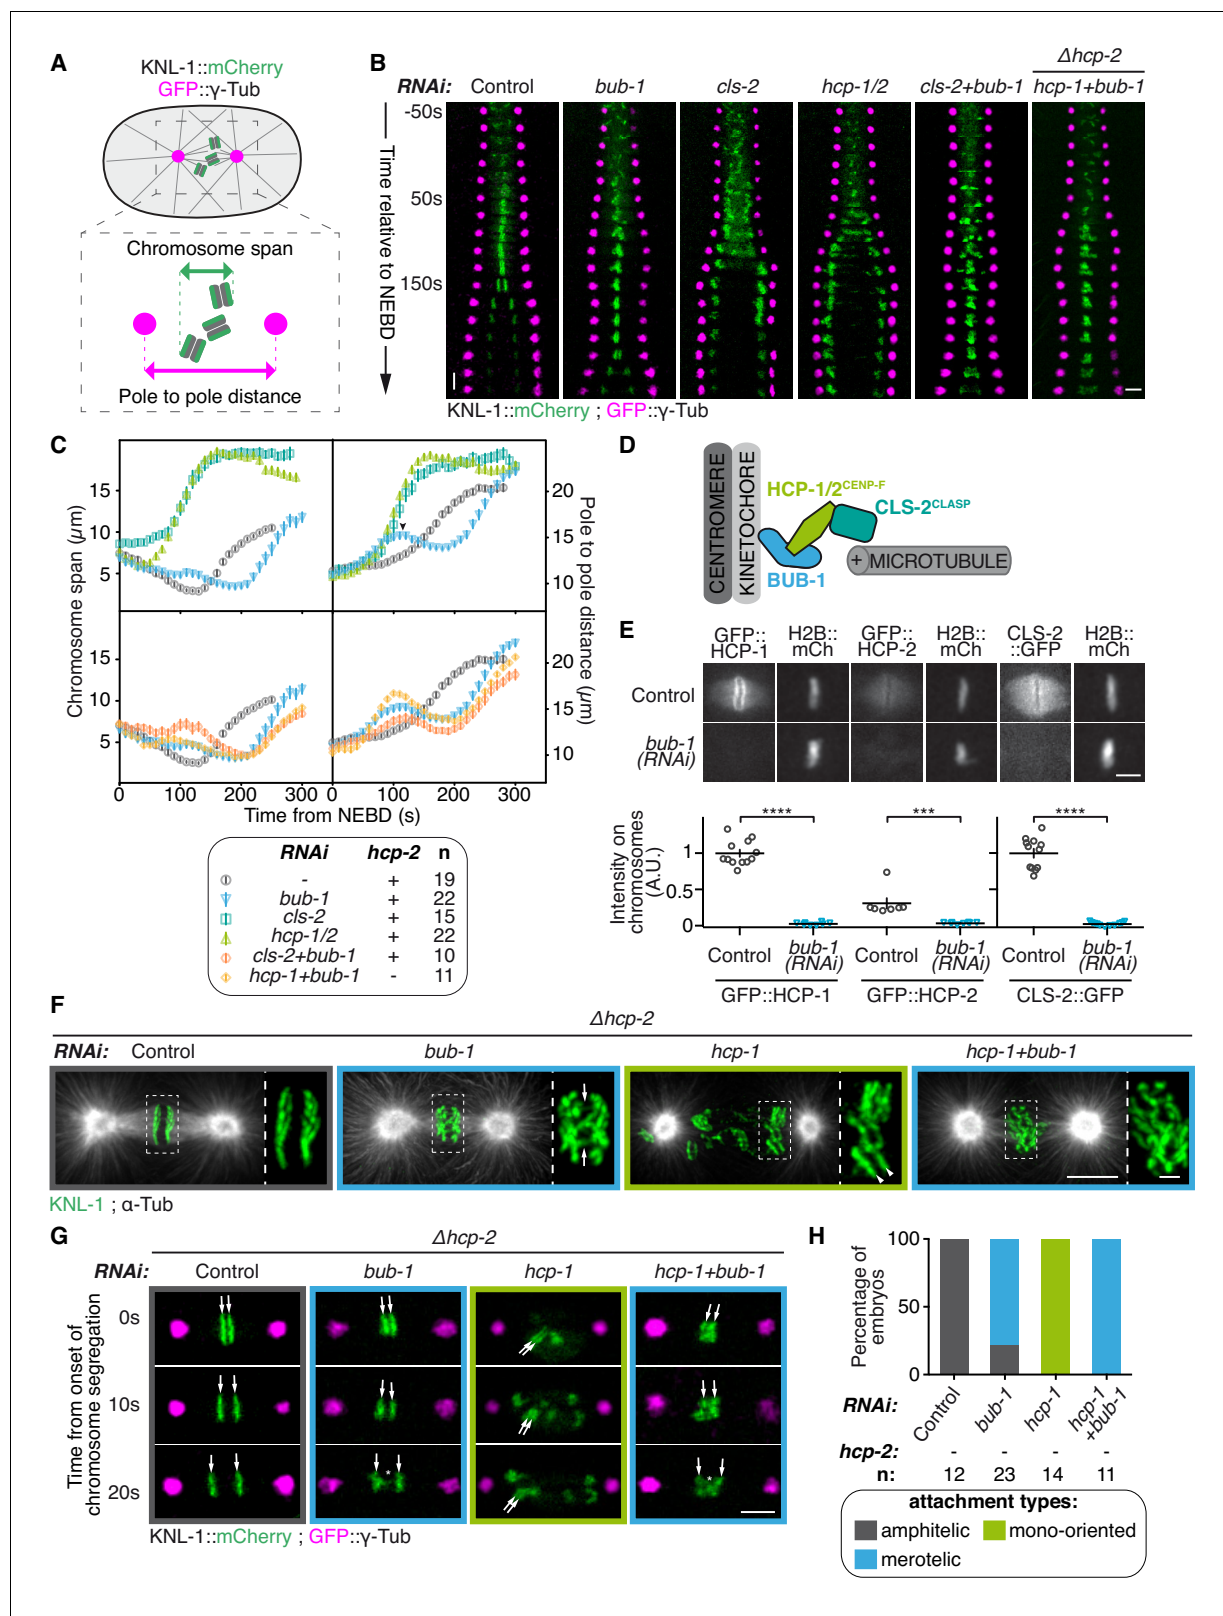 A
KNL-1::mCherry
GFP::γ-Tub
Chromosome span
Pole to pole distance
B
Δhcp-2
RNAi: Control bub-1 cls-2 hcp-1/2 cls-2+bub-1 hcp-1+bub-1
Time relative to NEBD
-50s
50s
150s
KNL-1::mCherry ; GFP::γ-Tub
C
Chromosome span (µm)
15
10
5
15
10
5
Pole to pole distance (µm)
20
15
10
20
15
10
0 100 200 300 0 100 200 300
Time from NEBD (s)
RNAi hcp-2 n
- + 19
bub-1 + 22
cls-2 + 15
hcp-1/2 + 22
cls-2+bub-1 + 10
hcp-1+bub-1 - 11
D
CENTROMERE
KINETOCHORE
HCP-1/2CENP-F
CLS-2CLASP
BUB-1
+ MICROTUBULE
E
GFP:: H2B:: GFP:: H2B:: CLS-2 H2B::
HCP-1 mCh HCP-2 mCh ::GFP mCh
Control
bub-1
(RNAi)
Intensity on
chromosomes
(A.U.)
**** *** ****
1
0.5
0
Control bub-1 Control bub-1 Control bub-1
(RNAi) (RNAi) (RNAi)
GFP::HCP-1 GFP::HCP-2 CLS-2::GFP
F
Δhcp-2
RNAi: Control bub-1 hcp-1 hcp-1+bub-1
KNL-1 ; α-Tub
G
Δhcp-2
RNAi: Control bub-1 hcp-1 hcp-1+bub-1
Time from onset of
chromosome segregation
0s
10s
20s
* *
KNL-1::mCherry ; GFP::γ-Tub
H
Percentage of
embryos
100
50
0
RNAi: Control bub-1 hcp-1 hcp-1
+bub-1
hcp-2: - - - -
n: 12 23 14 11
attachment types:
amphitelic mono-oriented
merotelic